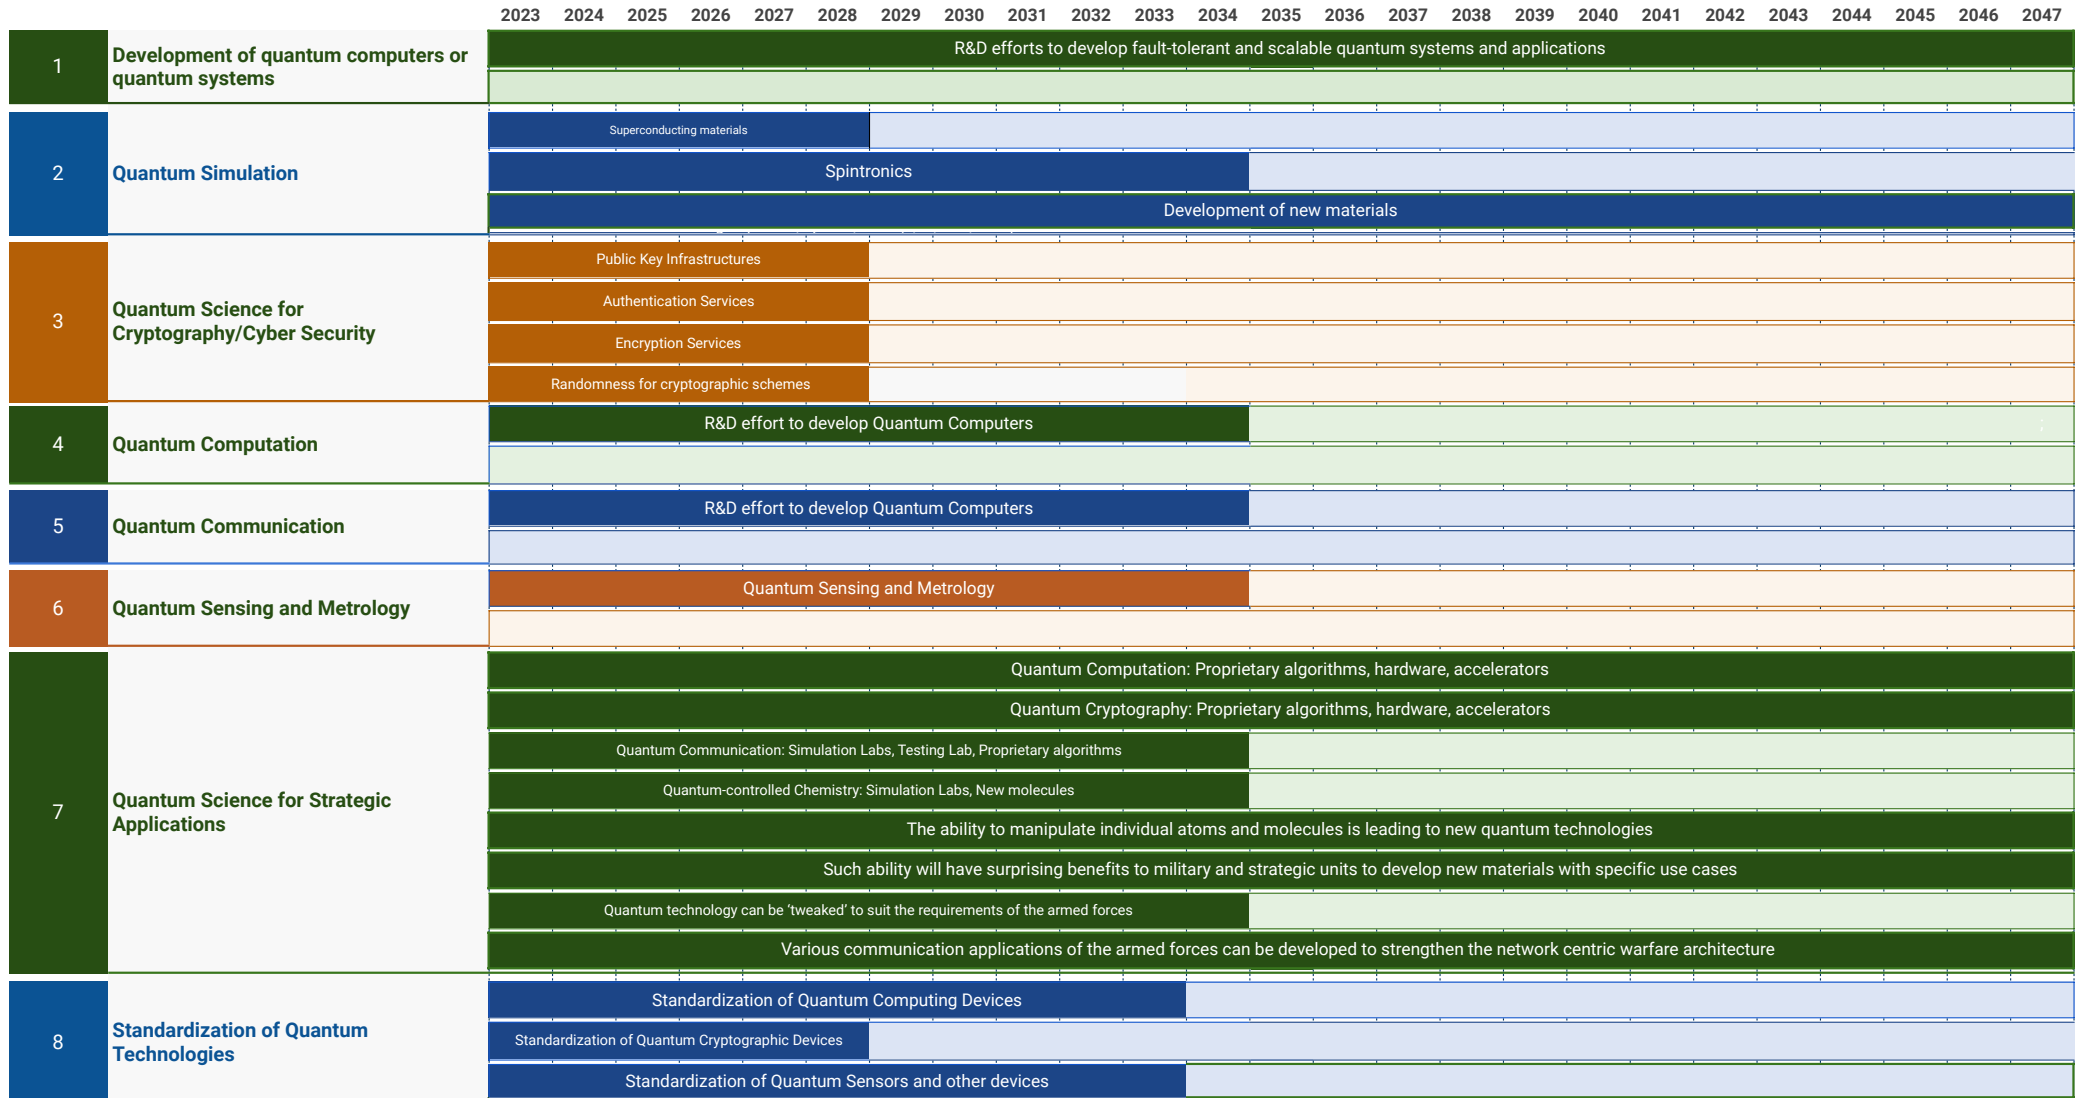 2023 2024 2025 2026 2027 2028 2029 2030 2031 2032 2033 2034 2035 2036 2037 2038 2039 2040 2041 2042 2043 2044 2045 2046 2047
1
Development of quantum computers or
quantum systems
R&D efforts to develop fault-tolerant and scalable quantum systems and applications
2
Quantum Simulation
Superconducting materials
Spintronics
Development of new materials
3
Quantum Science for
Cryptography/Cyber Security
Public Key Infrastructures
Authentication Services
Encryption Services
Randomness for cryptographic schemes
4
Quantum Computation
R&D effort to develop Quantum Computers
5
Quantum Communication
R&D effort to develop Quantum Computers
6
Quantum Sensing and Metrology
Quantum Sensing and Metrology
7
Quantum Science for Strategic
Applications
Quantum Computation: Proprietary algorithms, hardware, accelerators
Quantum Cryptography: Proprietary algorithms, hardware, accelerators
Quantum Communication: Simulation Labs, Testing Lab, Proprietary algorithms
Quantum-controlled Chemistry: Simulation Labs, New molecules
The ability to manipulate individual atoms and molecules is leading to new quantum technologies
Such ability will have surprising benefits to military and strategic units to develop new materials with specific use cases
Quantum technology can be ‘tweaked’ to suit the requirements of the armed forces
Various communication applications of the armed forces can be developed to strengthen the network centric warfare architecture
8
Standardization of Quantum
Technologies
Standardization of Quantum Computing Devices
Standardization of Quantum Cryptographic Devices
Standardization of Quantum Sensors and other devices